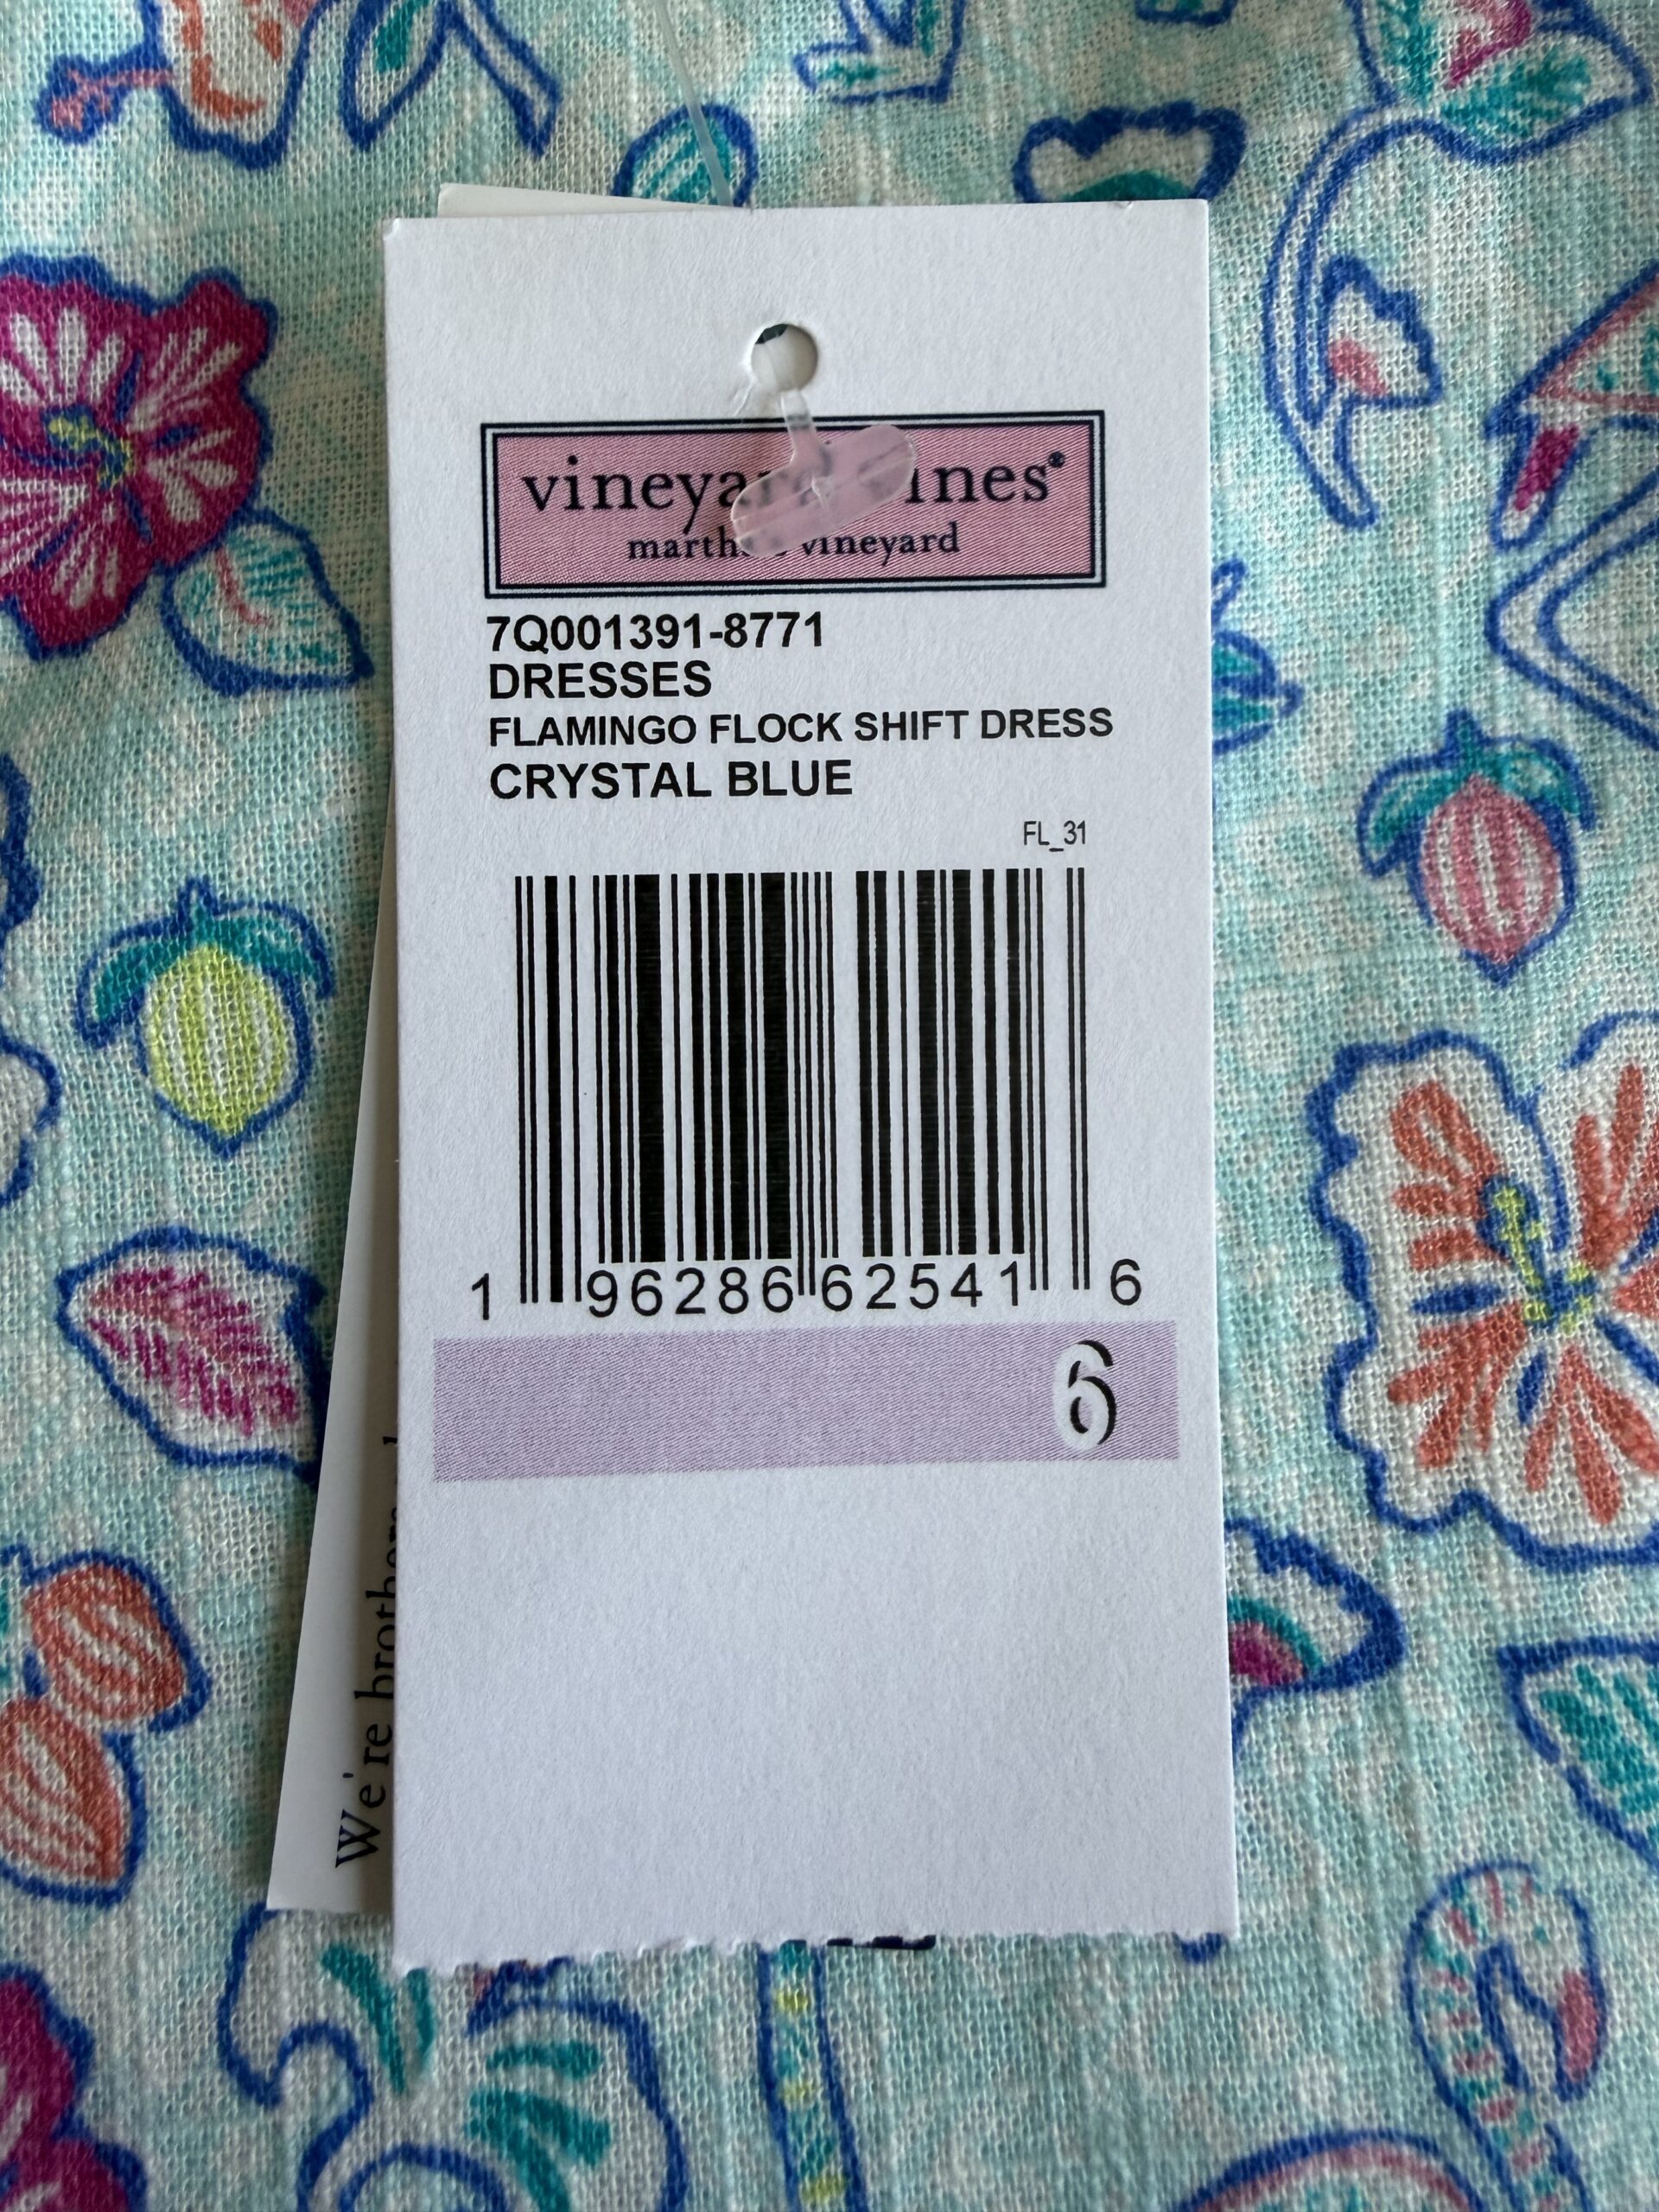 vineyard vines®
martha's vineyard
7Q001391-8771
DRESSES
FLAMINGO FLOCK SHIFT DRESS
CRYSTAL BLUE
FL_31
1 96286 62541 6
6
We're brothers